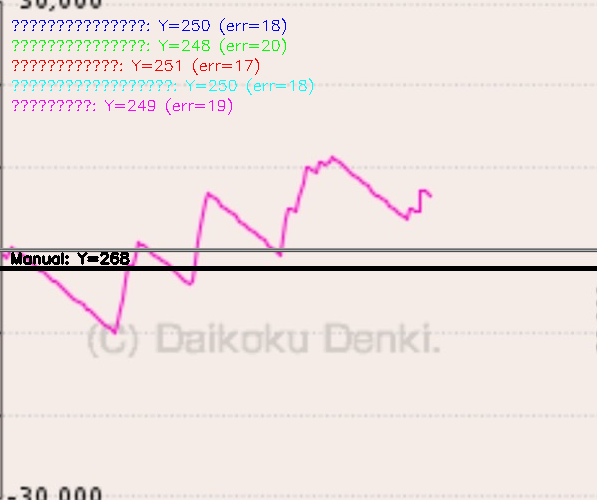 30,000
???????????????: Y=250 (err=18)
???????????????: Y=248 (err=20)
????????????: Y=251 (err=17)
??????????????????: Y=250 (err=18)
?????????: Y=249 (err=19)
Manual: Y=268
(C) Daikoku Denki.
-30,000